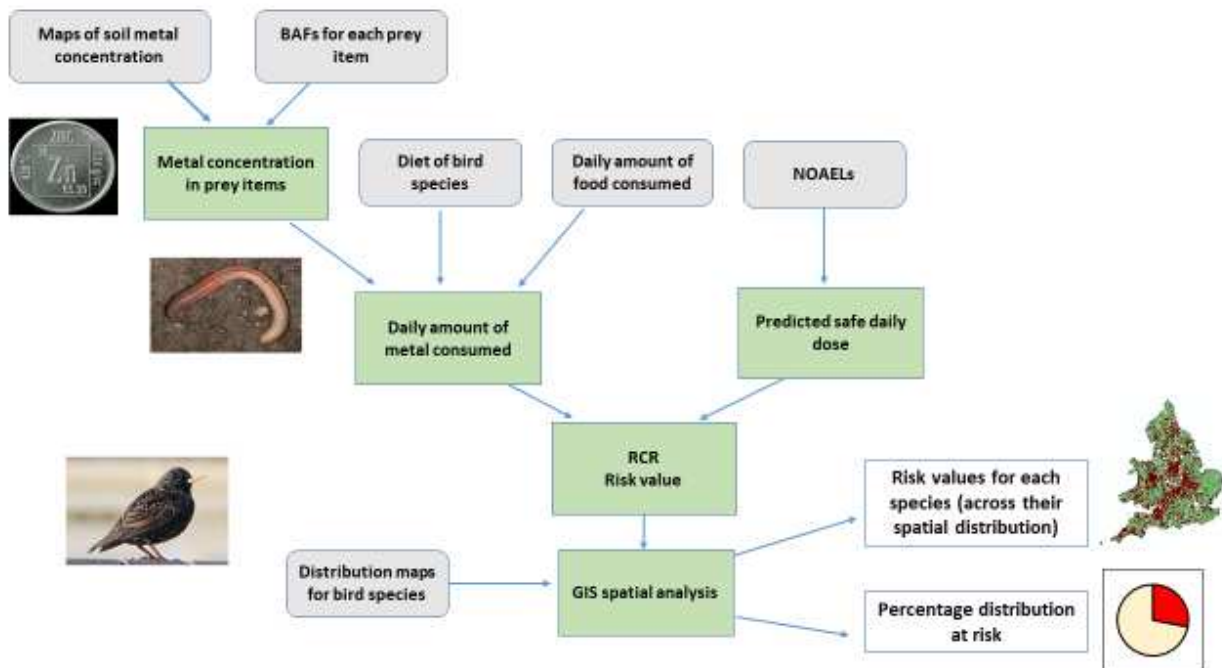 Maps of soil metal
concentration
BAFs for each prey
item
Zn
Metal concentration
in prey items
Diet of bird
species
Daily amount of
food consumed
NOAELs
Daily amount of
metal consumed
Predicted safe daily
dose
RCR
Risk value
Risk values for each
species (across their
spatial distribution)
Distribution maps
for bird species
GIS spatial analysis
Percentage distribution
at risk